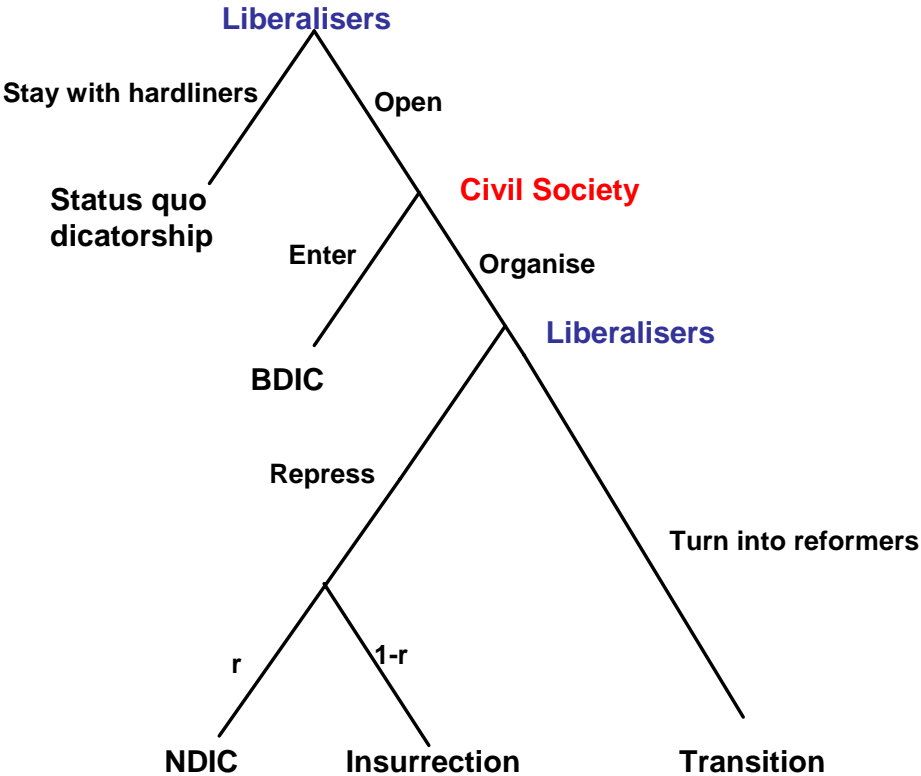 Liberalisers
Stay with hardliners
Open
Status quo
dicatorship
Civil Society
Enter
Organise
Liberalisers
BDIC
Repress
Turn into reformers
r
1-r
NDIC
Insurrection
Transition